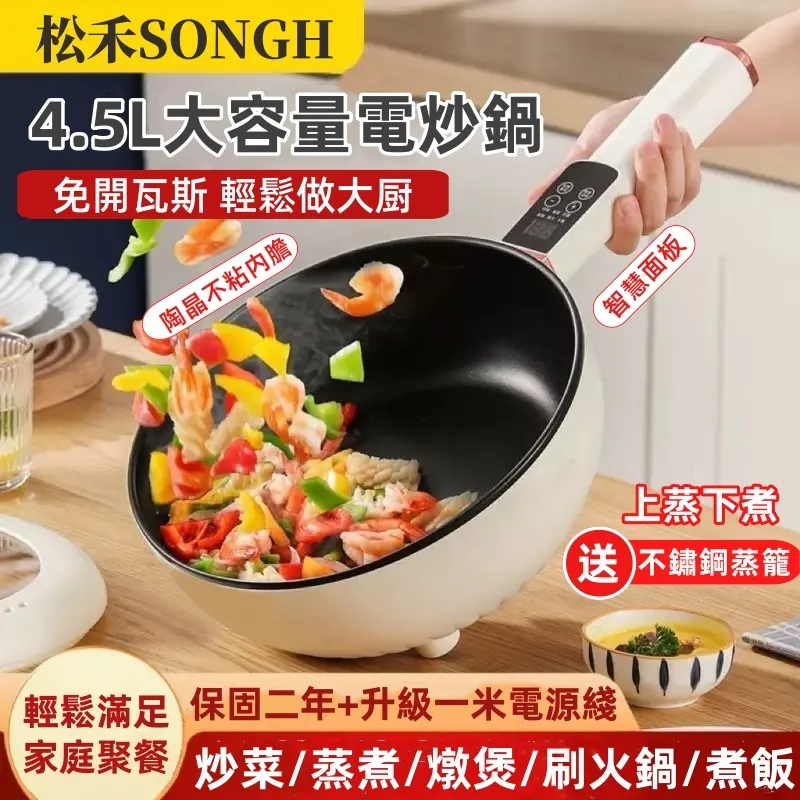 松禾SONGH
4.5L大容量電炒鍋
免開瓦斯 輕鬆做大厨
陶晶不粘内膽
智慧面板
上蒸下煮
送 不鏽鋼蒸籠
輕鬆滿足
家庭聚餐
保固二年+升級一米電源綫
炒菜/蒸煮/燉煲/刷火鍋/煮飯